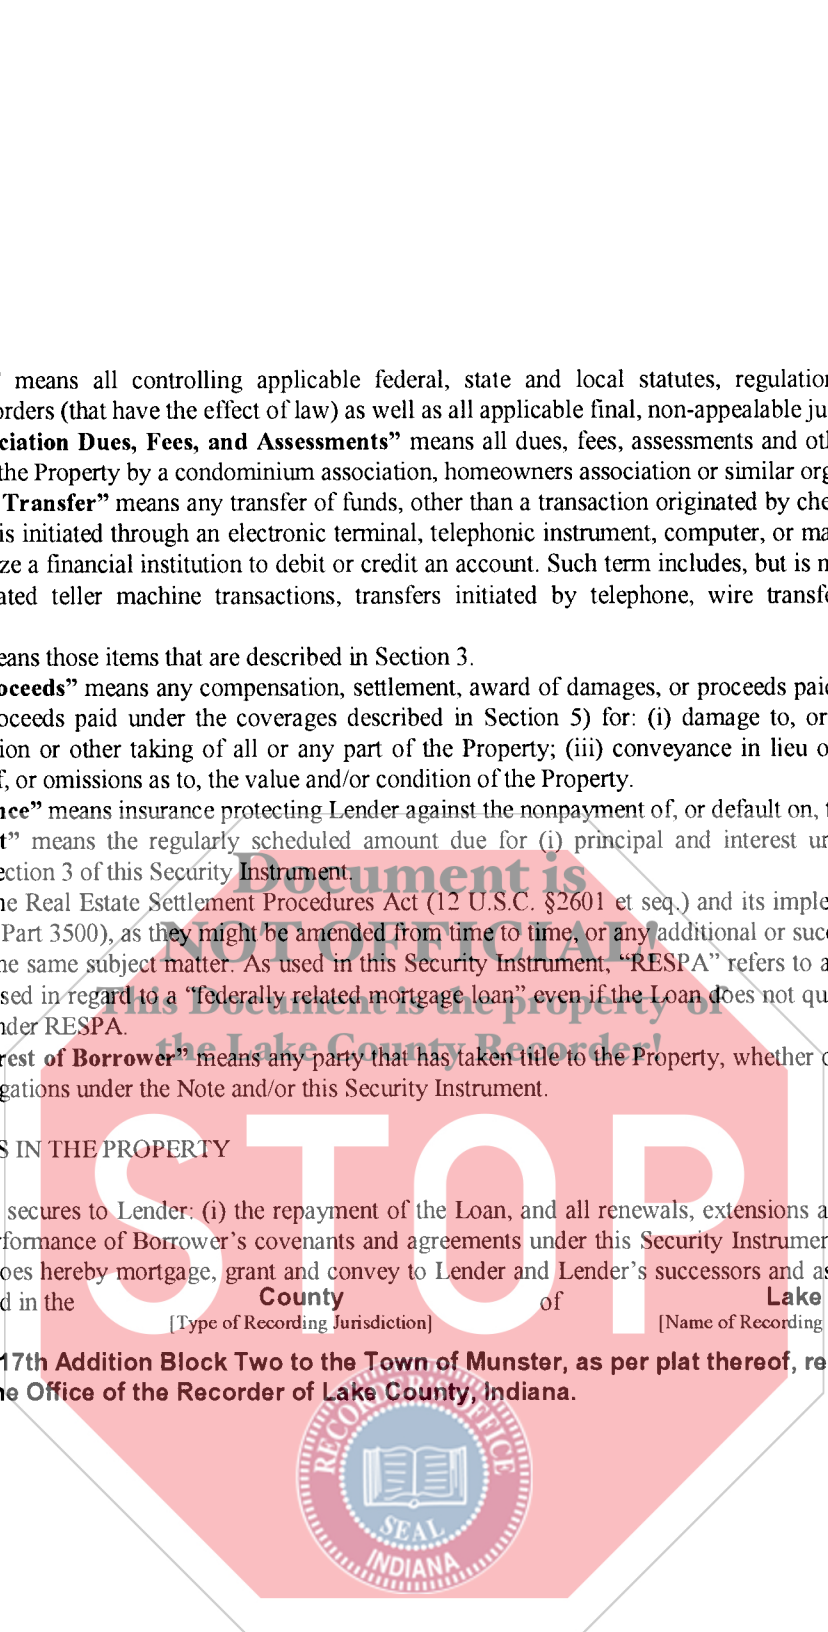 means all controlling applicable federal, state and local statutes, regulation
orders (that have the effect of law) as well as all applicable final, non-appealable ju
ciation Dues, Fees, and Assessments” means all dues, fees, assessments and oth
the Property by a condominium association, homeowners association or similar org
Transfer” means any transfer of funds, other than a transaction originated by che
is initiated through an electronic terminal, telephonic instrument, computer, or ma
ze a financial institution to debit or credit an account. Such term includes, but is n
ated teller machine transactions, transfers initiated by telephone, wire transfe
eans those items that are described in Section 3.
oceeds” means any compensation, settlement, award of damages, or proceeds paid
oceeds paid under the coverages described in Section 5) for: (i) damage to, or
ion or other taking of all or any part of the Property; (iii) conveyance in lieu o
f, or omissions as to, the value and/or condition of the Property.
nce” means insurance protecting Lender against the nonpayment of, or default on, t
t” means the regularly scheduled amount due for (i) principal and interest un
ection 3 of this Security Instrument.
Document is
ne Real Estate Settlement Procedures Act (12 U.S.C. §2601 et seq.) and its imple
Part 3500), as they might be amended from time to time, or any additional or succ
NOT OFFICIAL!
ne same subject matter. As used in this Security Instrument, “RESPA” refers to a
sed in regard to a “federally related mortgage loan” even if the Loan does not qu
This Document is the property of
nder RESPA.
the Lake County Recorder!
rest of Borrower” means any party that has taken title to the Property, whether o
gations under the Note and/or this Security Instrument.
STOP
S IN THE PROPERTY
secures to Lender: (i) the repayment of the Loan, and all renewals, extensions a
formance of Borrower’s covenants and agreements under this Security Instrumen
oes hereby mortgage, grant and convey to Lender and Lender’s successors and as
d in the County of Lake
[Type of Recording Jurisdiction] [Name of Recording
17th Addition Block Two to the Town of Munster, as per plat thereof, re
ne Office of the Recorder of Lake County, Indiana.
RECORDER'S OFFICE
SEAL
INDIANA